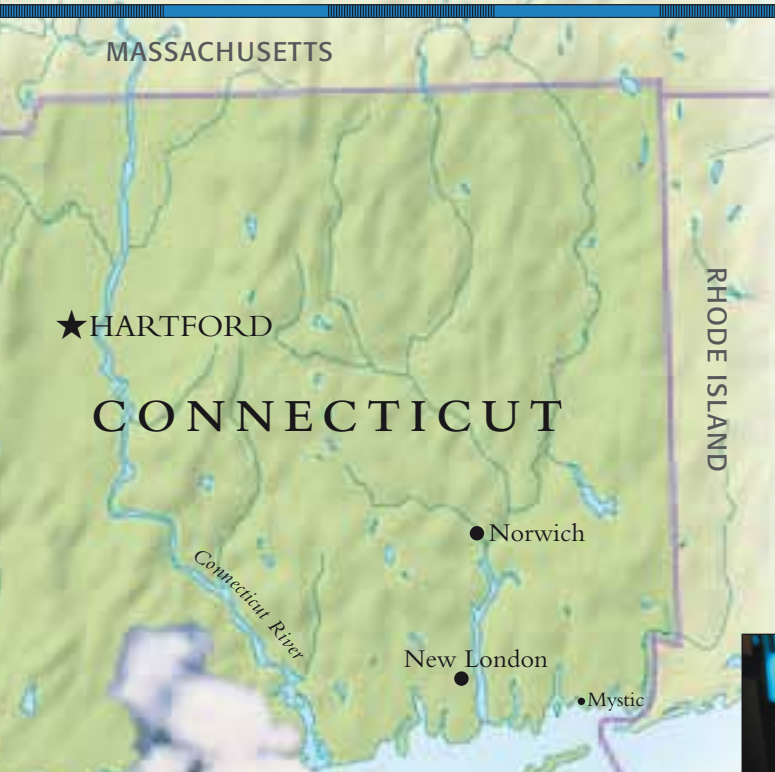 MASSACHUSETTS
RHODE ISLAND
★HARTFORD
CONNECTICUT
Norwich
Connecticut River
New London
Mystic